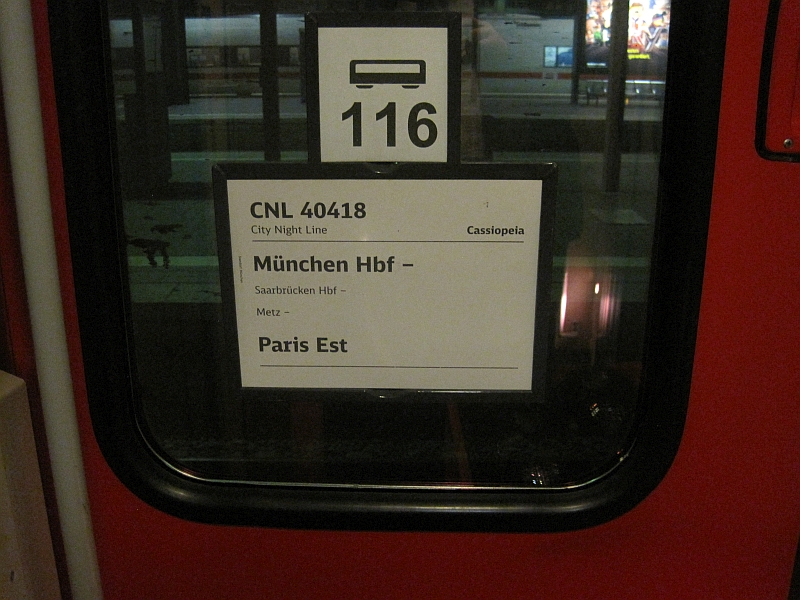 116
CNL 40418
City Night Line Cassiopeia
München Hbf –
Saarbrücken Hbf –
Metz –
Paris Est